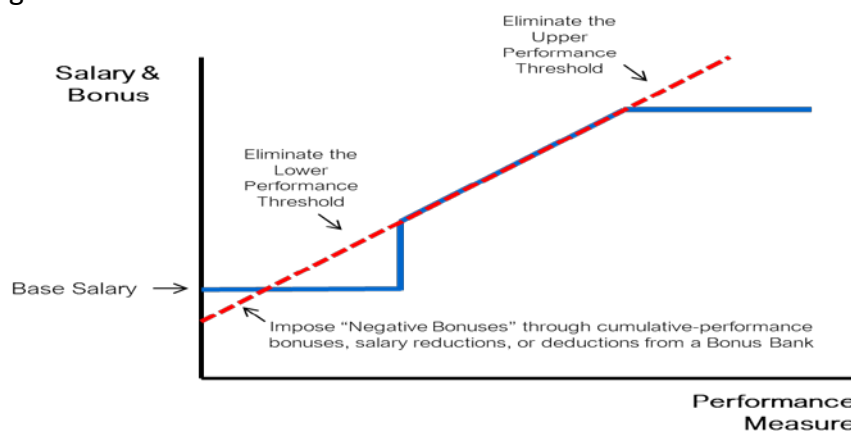 Eliminate the
Upper
Performance
Threshold
Salary &
Bonus
Eliminate the
Lower
Performance
Threshold
Base Salary
Impose “Negative Bonuses” through cumulative-performance
bonuses, salary reductions, or deductions from a Bonus Bank
Performance
Measure